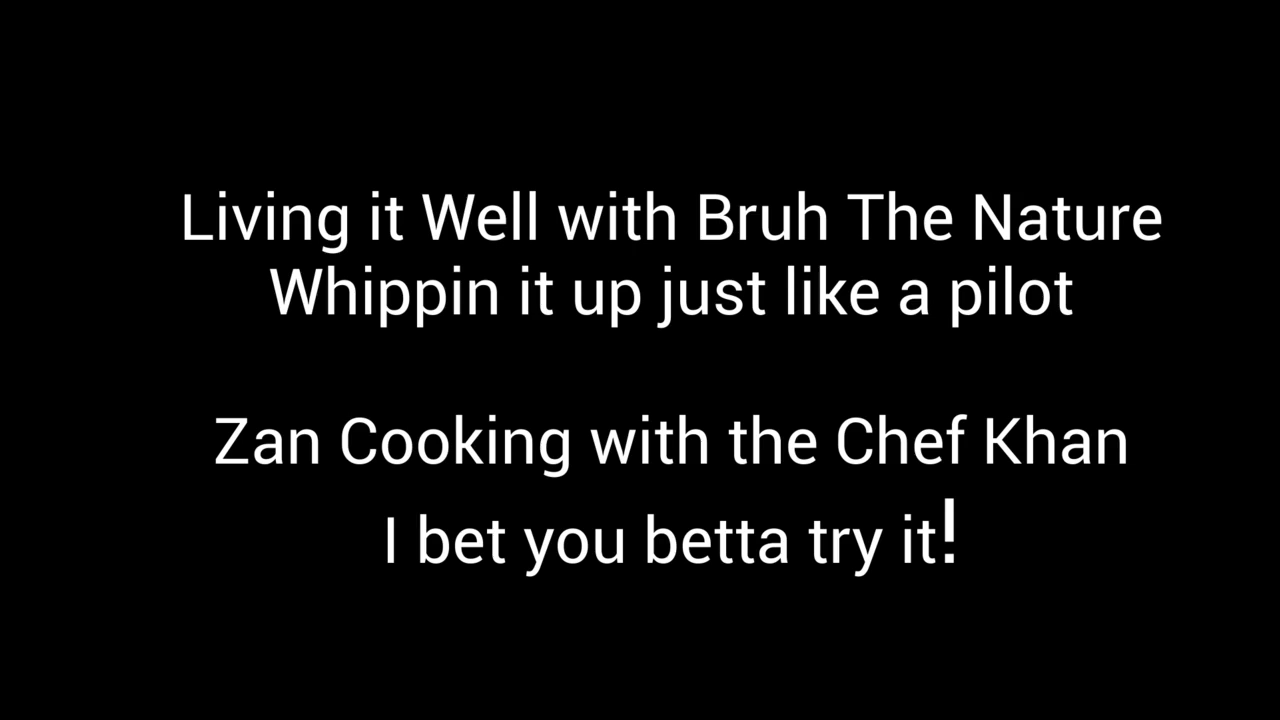 Living it Well with Bruh The Nature
Whippin it up just like a pilot
Zan Cooking with the Chef Khan
I bet you betta try it!